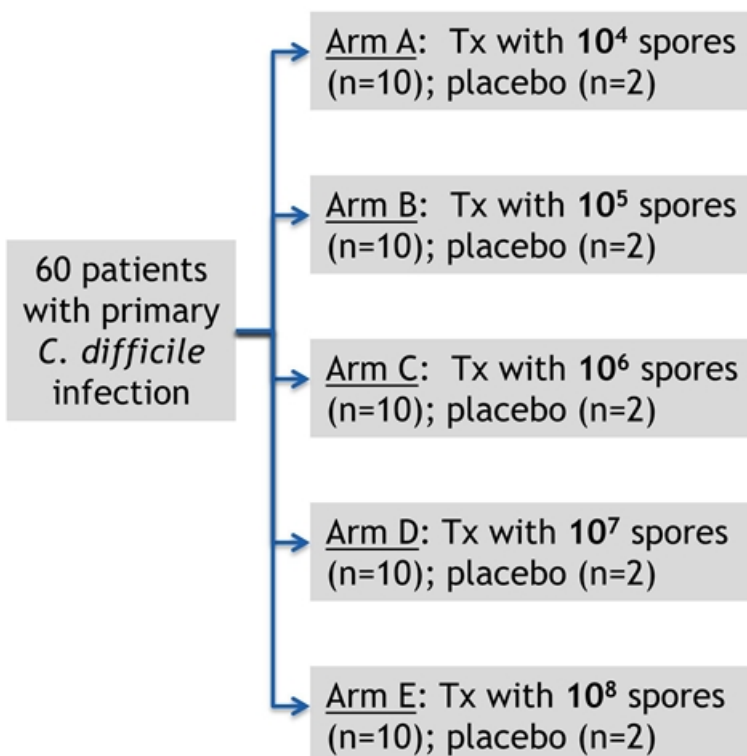 60 patients
with primary
C. difficile
infection
Arm A: Tx with 10⁴ spores
(n=10); placebo (n=2)
Arm B: Tx with 10⁵ spores
(n=10); placebo (n=2)
Arm C: Tx with 10⁶ spores
(n=10); placebo (n=2)
Arm D: Tx with 10⁷ spores
(n=10); placebo (n=2)
Arm E: Tx with 10⁸ spores
(n=10); placebo (n=2)